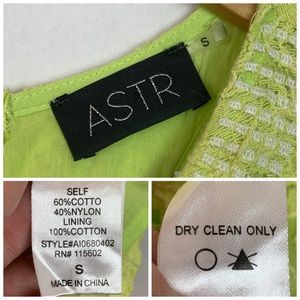 S
ASTR
SELF
60%COTTO
40%NYLON
LINING
100%COTTON
STYLE#AI0680402
RN# 115602
S
MADE IN CHINA
DRY CLEAN ONLY